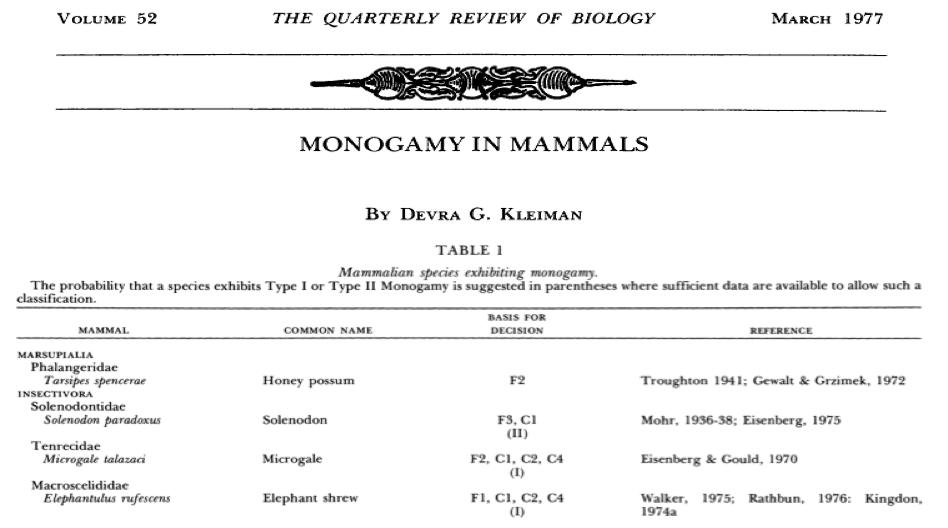 VOLUME 52 THE QUARTERLY REVIEW OF BIOLOGY MARCH 1977
MONOGAMY IN MAMMALS
BY DEVRA G. KLEIMAN
TABLE 1
Mammalian species exhibiting monogamy.
The probability that a species exhibits Type I or Type II Monogamy is suggested in parentheses where sufficient data are available to allow such a
classification.
BASIS FOR
MAMMAL COMMON NAME DECISION REFERENCE
MARSUPIALIA
Phalangeridae
Tarsipes spencerae Honey possum F2 Troughton 1941; Gewalt & Grzimek, 1972
INSECTIVORA
Solenodontidae
Solenodon paradoxus Solenodon F3, C1 Mohr, 1936-38; Eisenberg, 1975
(II)
Tenrecidae
Microgale talazaci Microgale F2, C1, C2, C4 Eisenberg & Gould, 1970
(I)
Macroscelididae
Elephantulus rufescens Elephant shrew F1, C1, C2, C4 Walker, 1975; Rathbun, 1976: Kingdon,
(I) 1974a